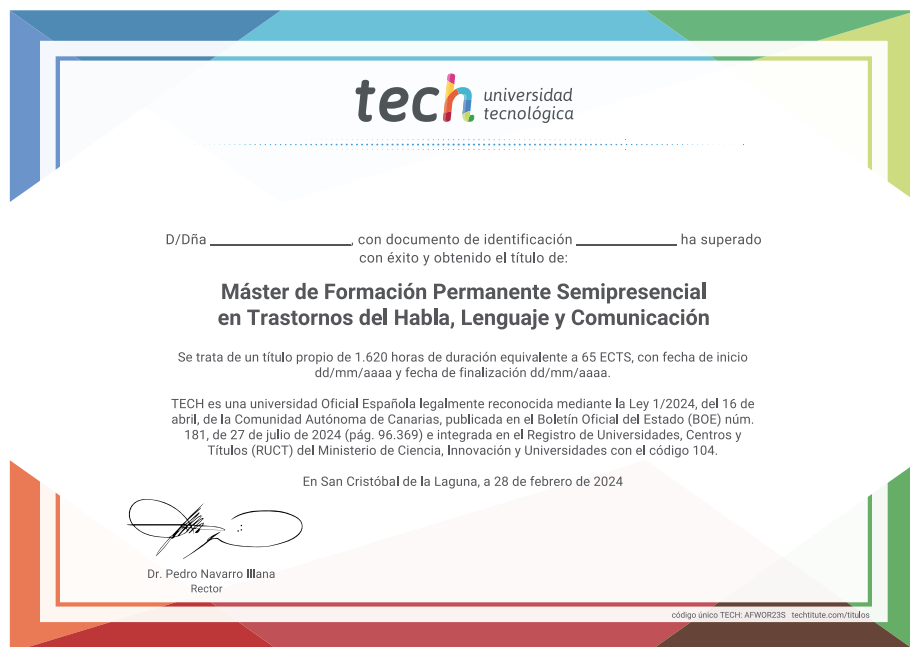 tech universidad
tecnológica
D/Dña ______________, con documento de identificación __________ ha superado
con éxito y obtenido el título de:
Máster de Formación Permanente Semipresencial
en Trastornos del Habla, Lenguaje y Comunicación
Se trata de un título propio de 1.620 horas de duración equivalente a 65 ECTS, con fecha de inicio
dd/mm/aaaa y fecha de finalización dd/mm/aaaa.
TECH es una universidad Oficial Española legalmente reconocida mediante la Ley 1/2024, del 16 de
abril, de la Comunidad Autónoma de Canarias, publicada en el Boletín Oficial del Estado (BOE) núm.
181, de 27 de julio de 2024 (pág. 96.369) e integrada en el Registro de Universidades, Centros y
Títulos (RUCT) del Ministerio de Ciencia, Innovación y Universidades con el código 104.
En San Cristóbal de la Laguna, a 28 de febrero de 2024
Dr. Pedro Navarro Illana
Rector
código único TECH: AFWOR23S techtitute.com/titulos